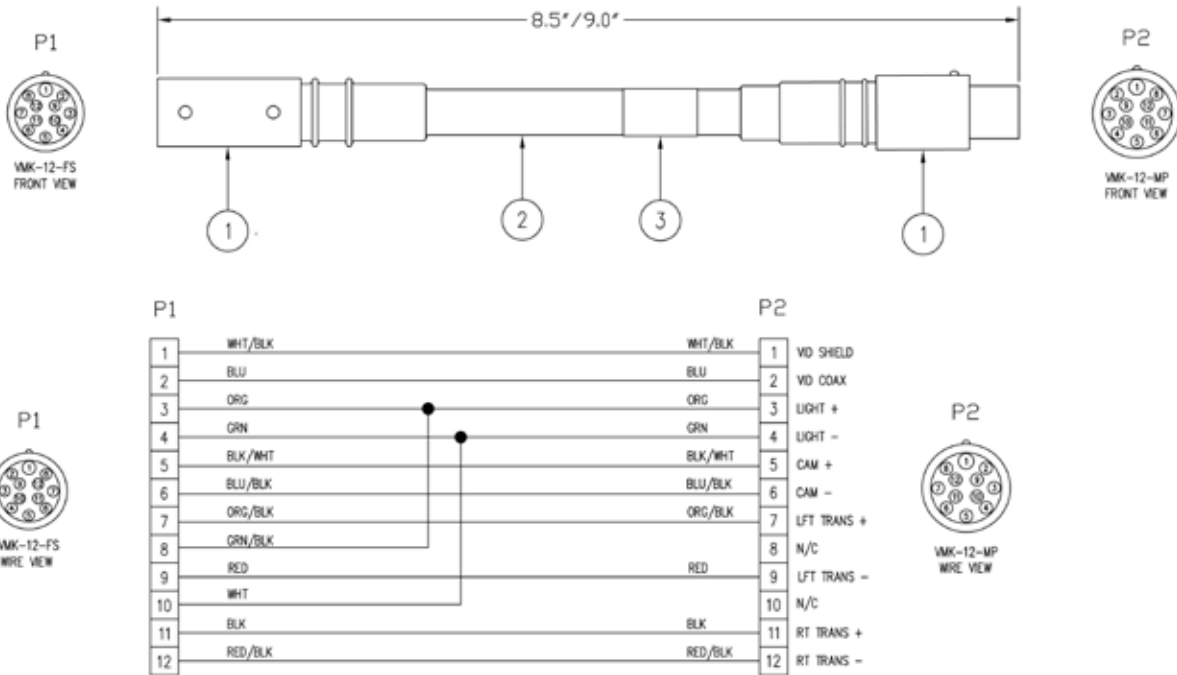 8.5"/9.0"
P1
P2
VMK-12-FS
FRONT VIEW
VMK-12-MP
FRONT VIEW
1
2
3
1
P1
P2
1 WHT/BLK WHT/BLK 1 VID SHIELD
2 BLU BLU 2 VID COAX
3 ORG ORG 3 LIGHT +
4 GRN GRN 4 LIGHT -
5 BLK/WHT BLK/WHT 5 CAM +
6 BLU/BLK BLU/BLK 6 CAM -
7 ORG/BLK ORG/BLK 7 LFT TRANS +
8 GRN/BLK 8 N/C
9 RED RED 9 LFT TRANS -
10 WHT 10 N/C
11 BLK BLK 11 RT TRANS +
12 RED/BLK RED/BLK 12 RT TRANS -
P1
VMK-12-FS
WIRE VIEW
P2
VMK-12-MP
WIRE VIEW